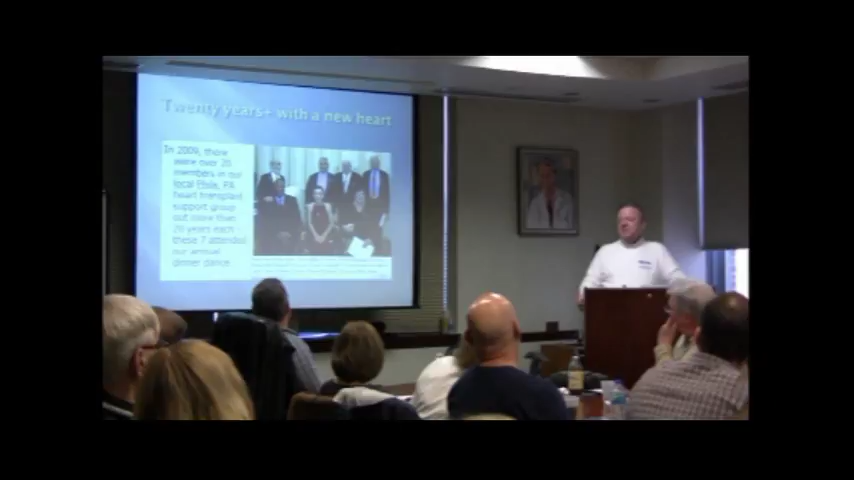 Twenty years+ with a new heart
In 2009, there
were over 20
members in our
local Phila, PA
heart transplant
support group
out more than
20 years each
these 7 attended
our annual
dinner dance